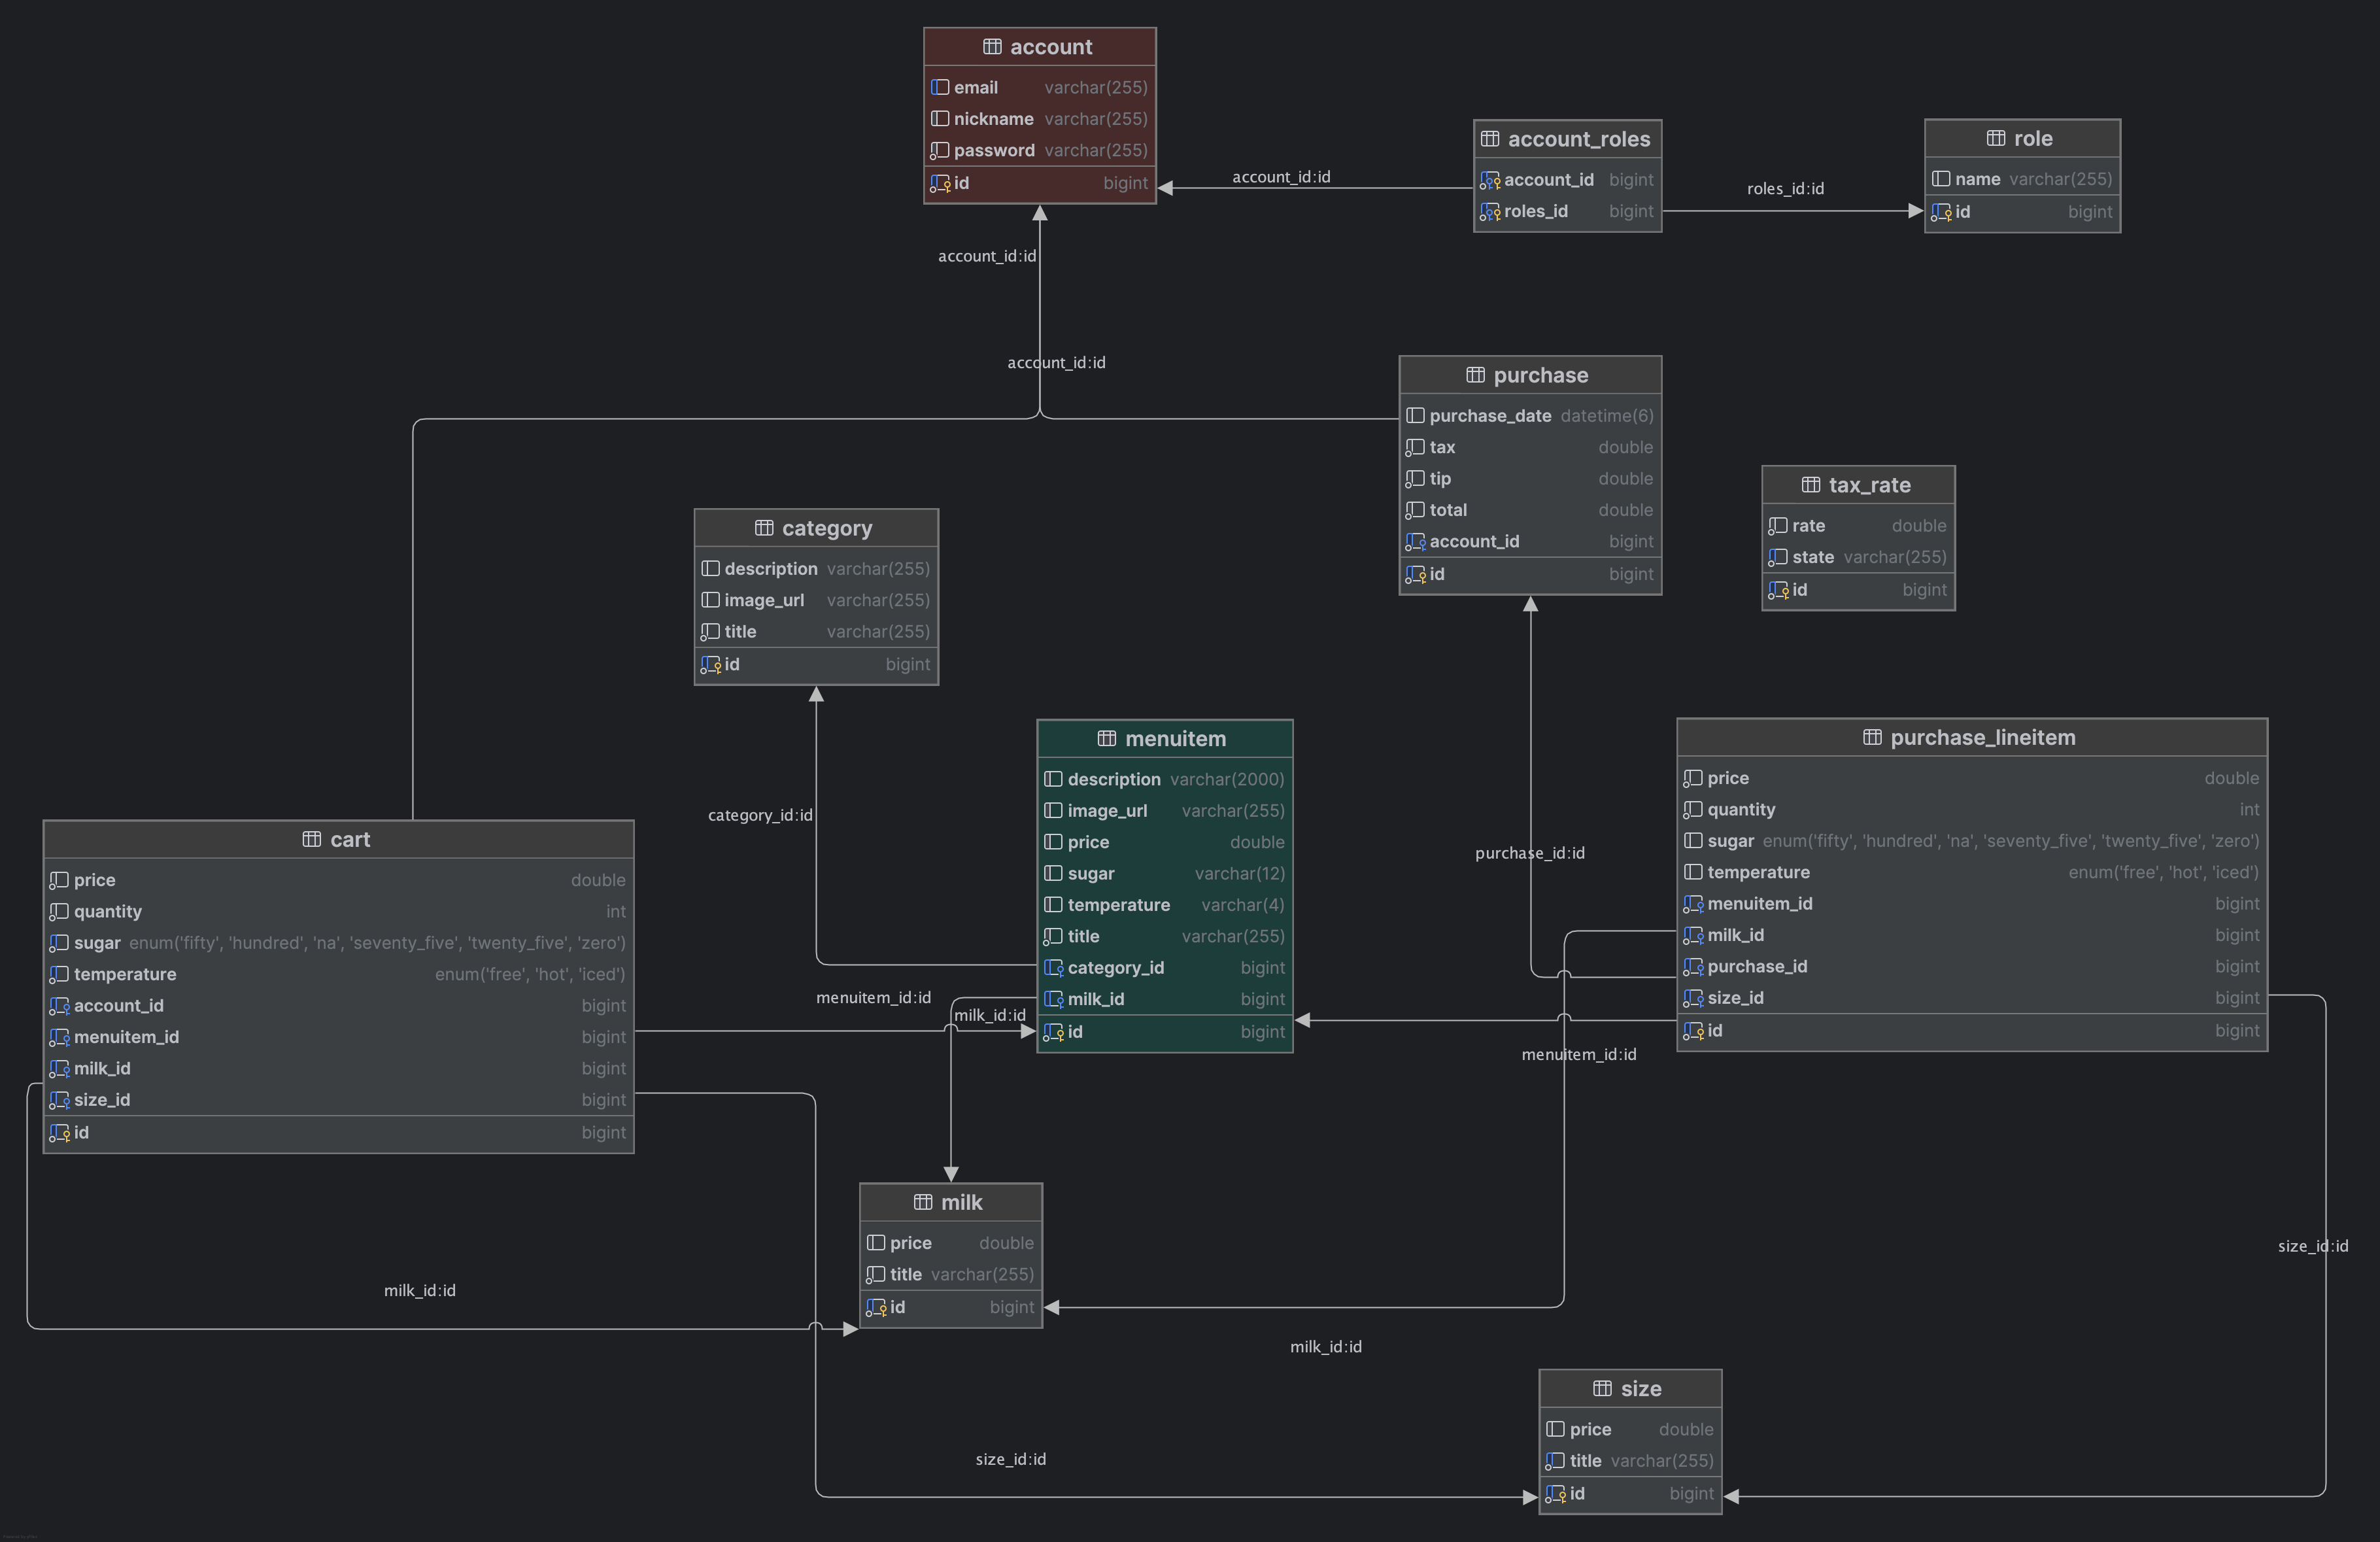 account
email varchar(255)
nickname varchar(255)
password varchar(255)
id bigint
account_roles
account_id bigint
roles_id bigint
role
name varchar(255)
id bigint
account_id:id
roles_id:id
account_id:id
account_id:id
purchase
purchase_date datetime(6)
tax double
tip double
total double
account_id bigint
id bigint
tax_rate
rate double
state varchar(255)
id bigint
category
description varchar(255)
image_url varchar(255)
title varchar(255)
id bigint
menuitem
description varchar(2000)
image_url varchar(255)
price double
sugar varchar(12)
temperature varchar(4)
title varchar(255)
category_id bigint
milk_id bigint
id bigint
purchase_lineitem
price double
quantity int
sugar enum('fifty', 'hundred', 'na', 'seventy_five', 'twenty_five', 'zero')
temperature enum('free', 'hot', 'iced')
menuitem_id bigint
milk_id bigint
purchase_id bigint
size_id bigint
id bigint
category_id:id
purchase_id:id
cart
price double
quantity int
sugar enum('fifty', 'hundred', 'na', 'seventy_five', 'twenty_five', 'zero')
temperature enum('free', 'hot', 'iced')
account_id bigint
menuitem_id bigint
milk_id bigint
size_id bigint
id bigint
menuitem_id:id
milk_id:id
menuitem_id:id
milk
price double
title varchar(255)
id bigint
size_id:id
milk_id:id
milk_id:id
size
price double
title varchar(255)
id bigint
size_id:id